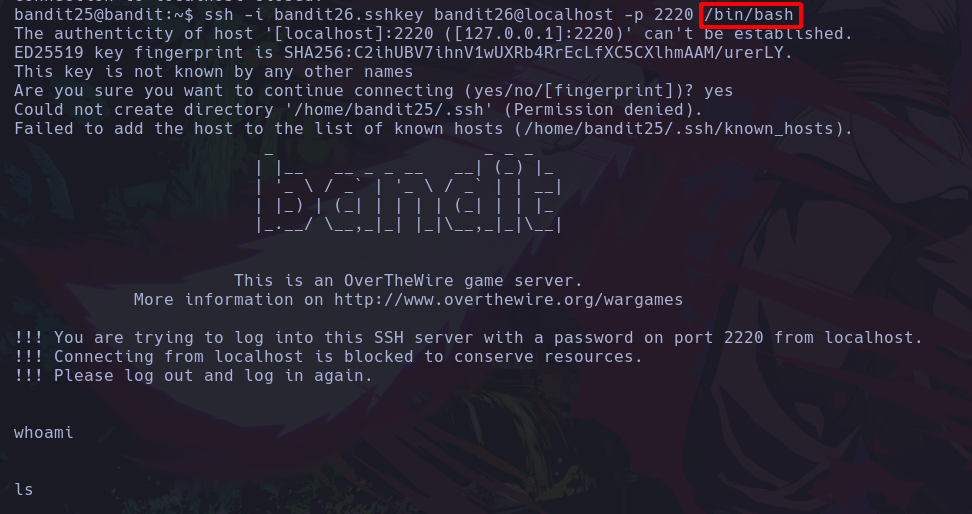 bandit25@bandit:~$ ssh -i bandit26.sshkey bandit26@localhost -p 2220 /bin/bash
The authenticity of host '[localhost]:2220 ([127.0.0.1]:2220)' can't be established.
ED25519 key fingerprint is SHA256:C2ihUBV7ihnV1wUXRb4RrEcLfXC5CXlhmAAM/urerLY.
This key is not known by any other names
Are you sure you want to continue connecting (yes/no/[fingerprint])? yes
Could not create directory '/home/bandit25/.ssh' (Permission denied).
Failed to add the host to the list of known hosts (/home/bandit25/.ssh/known_hosts).
                         _                     _ _ _
                        | |__   __ _ _ __   __| (_) |_
                        | '_ \ / _` | '_ \ / _` | | __|
                        | |_) | (_| | | | | (_| | | |_
                        |_.__/ \__,_|_| |_|\__,_|_|\__|
This is an OverTheWire game server.
More information on http://www.overthewire.org/wargames
!!! You are trying to log into this SSH server with a password on port 2220 from localhost.
!!! Connecting from localhost is blocked to conserve resources.
!!! Please log out and log in again.
whoami
ls